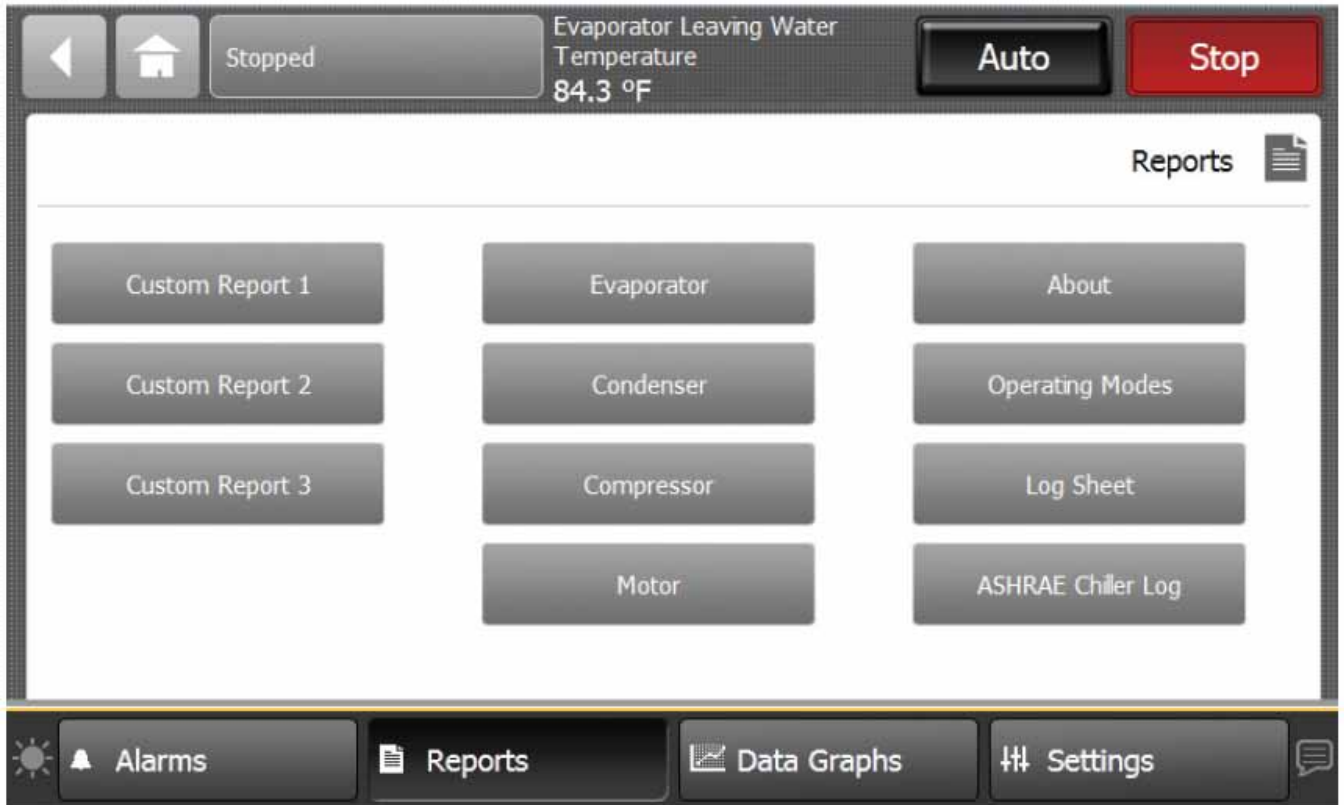 Stopped
Evaporator Leaving Water
Temperature
84.3 ºF
Auto
Stop
Reports
Custom Report 1
Evaporator
About
Custom Report 2
Condenser
Operating Modes
Custom Report 3
Compressor
Log Sheet
Motor
ASHRAE Chiller Log
Alarms
Reports
Data Graphs
Settings